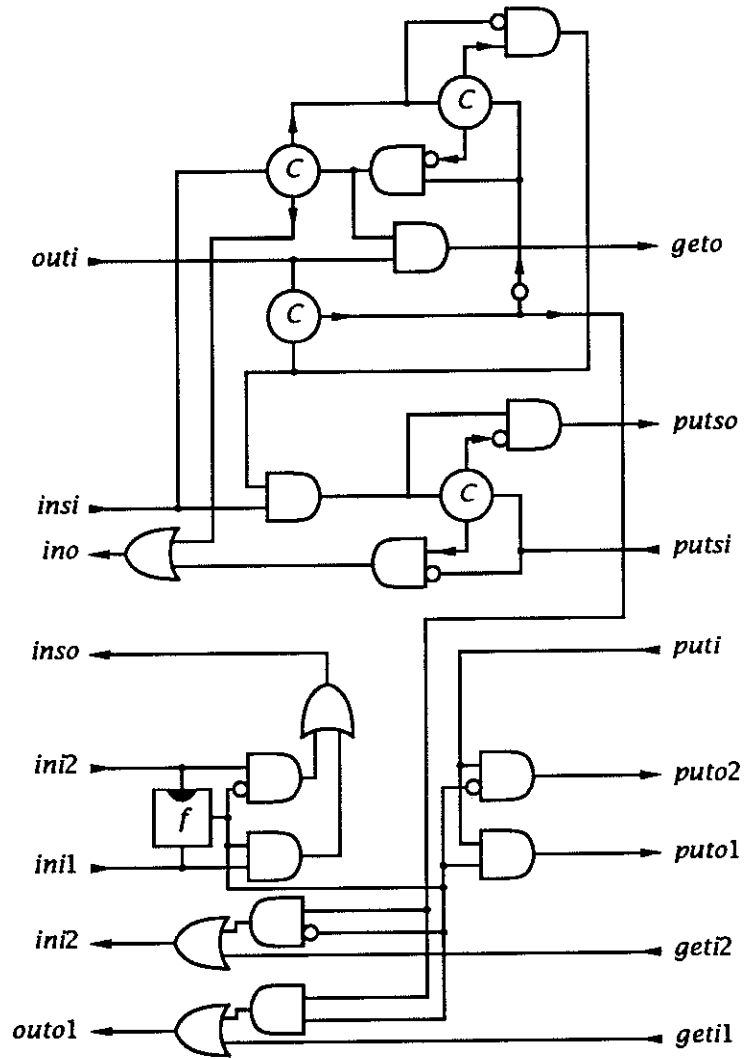 C
C
C
geto
outi
C
putso
C
insi
ino
putsi
inso
puti
ini2
puto2
f
ini1
puto1
ini2
geti2
outo1
geti1